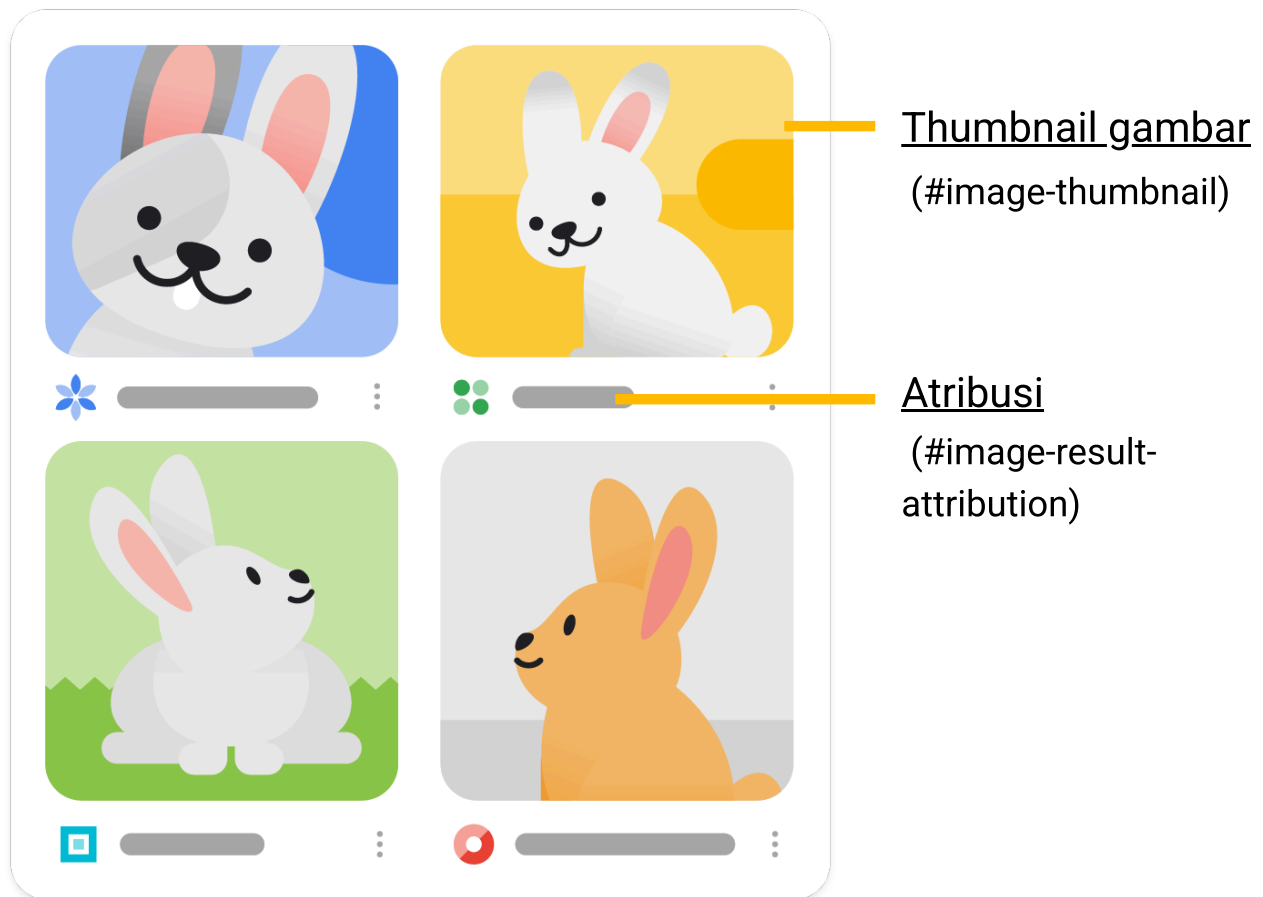 Thumbnail gambar
(#image-thumbnail)
Atribusi
(#image-result-
attribution)